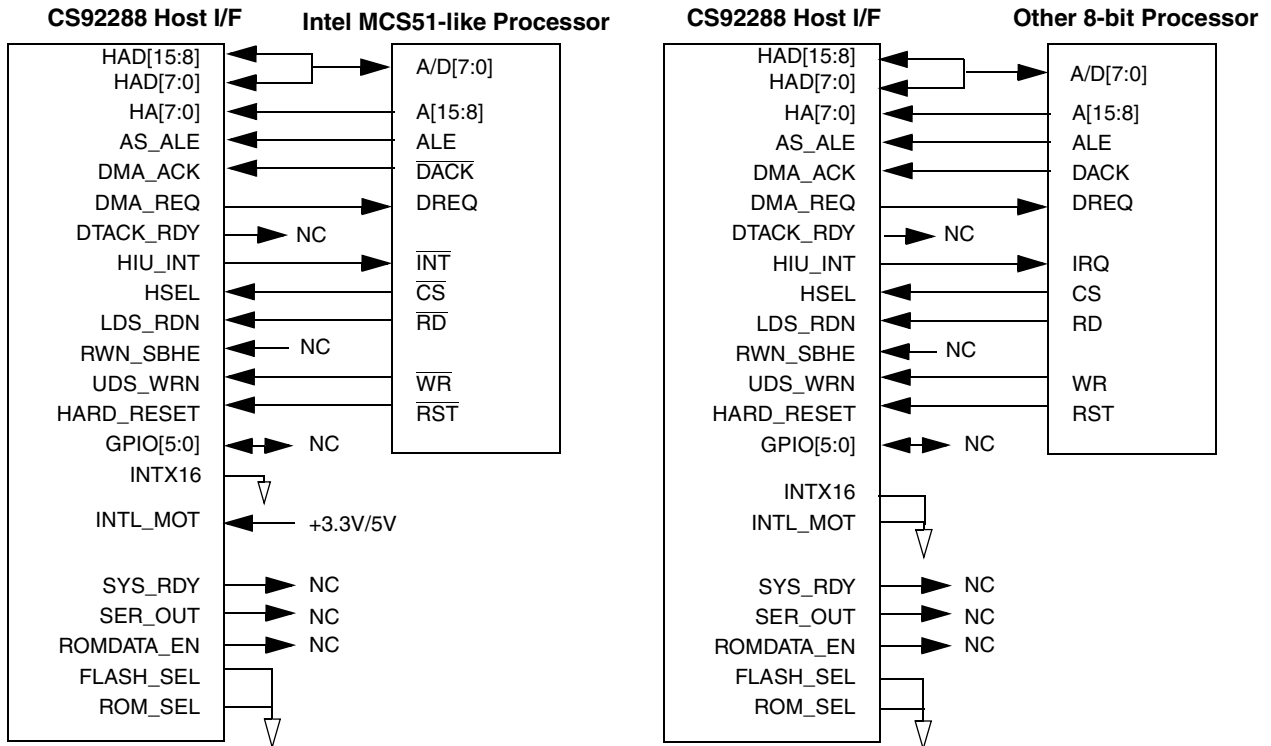 CS92288 Host I/F
Intel MCS51-like Processor
HAD[15:8]
HAD[7:0]
A/D[7:0]
HA[7:0]
A[15:8]
AS_ALE
ALE
DMA_ACK
DACK
DMA_REQ
DREQ
DTACK_RDY
NC
HIU_INT
INT
HSEL
CS
LDS_RDN
RD
RWN_SBHE
NC
UDS_WRN
WR
HARD_RESET
RST
GPIO[5:0]
NC
INTX16
INTL_MOT
+3.3V/5V
SYS_RDY
NC
SER_OUT
NC
ROMDATA_EN
NC
FLASH_SEL
ROM_SEL
CS92288 Host I/F
Other 8-bit Processor
HAD[15:8]
HAD[7:0]
A/D[7:0]
HA[7:0]
A[15:8]
AS_ALE
ALE
DMA_ACK
DACK
DMA_REQ
DREQ
DTACK_RDY
NC
HIU_INT
IRQ
HSEL
CS
LDS_RDN
RD
RWN_SBHE
NC
UDS_WRN
WR
HARD_RESET
RST
GPIO[5:0]
NC
INTX16
INTL_MOT
SYS_RDY
NC
SER_OUT
NC
ROMDATA_EN
NC
FLASH_SEL
ROM_SEL